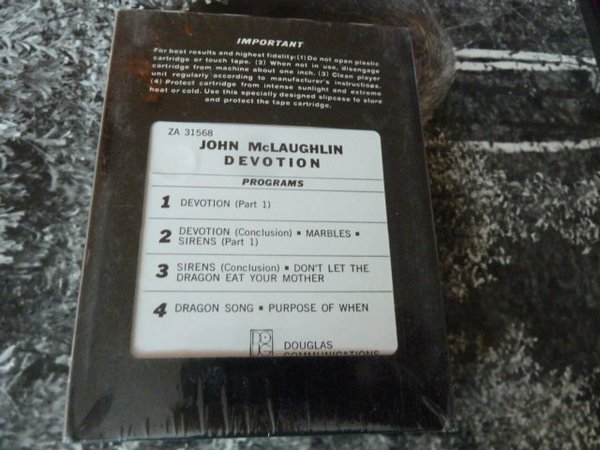 IMPORTANT
For best results and highest fidelity: (1) Do not open plastic
cartridge or touch tape. (2) When not in use, disengage
cartridge from machine about one inch. (3) Clean player
unit regularly according to manufacturer's instructions.
(4) Protect cartridge from intense sunlight and extreme
heat or cold. Use this specially designed slipcase to store
and protect the tape cartridge.
ZA 31568
JOHN McLAUGHLIN
DEVOTION
PROGRAMS
1 DEVOTION (Part 1)
2 DEVOTION (Conclusion) ▪ MARBLES ▪
SIRENS (Part 1)
3 SIRENS (Conclusion) ▪ DON'T LET THE
DRAGON EAT YOUR MOTHER
4 DRAGON SONG ▪ PURPOSE OF WHEN
DOUGLAS
COMMUNICATIONS